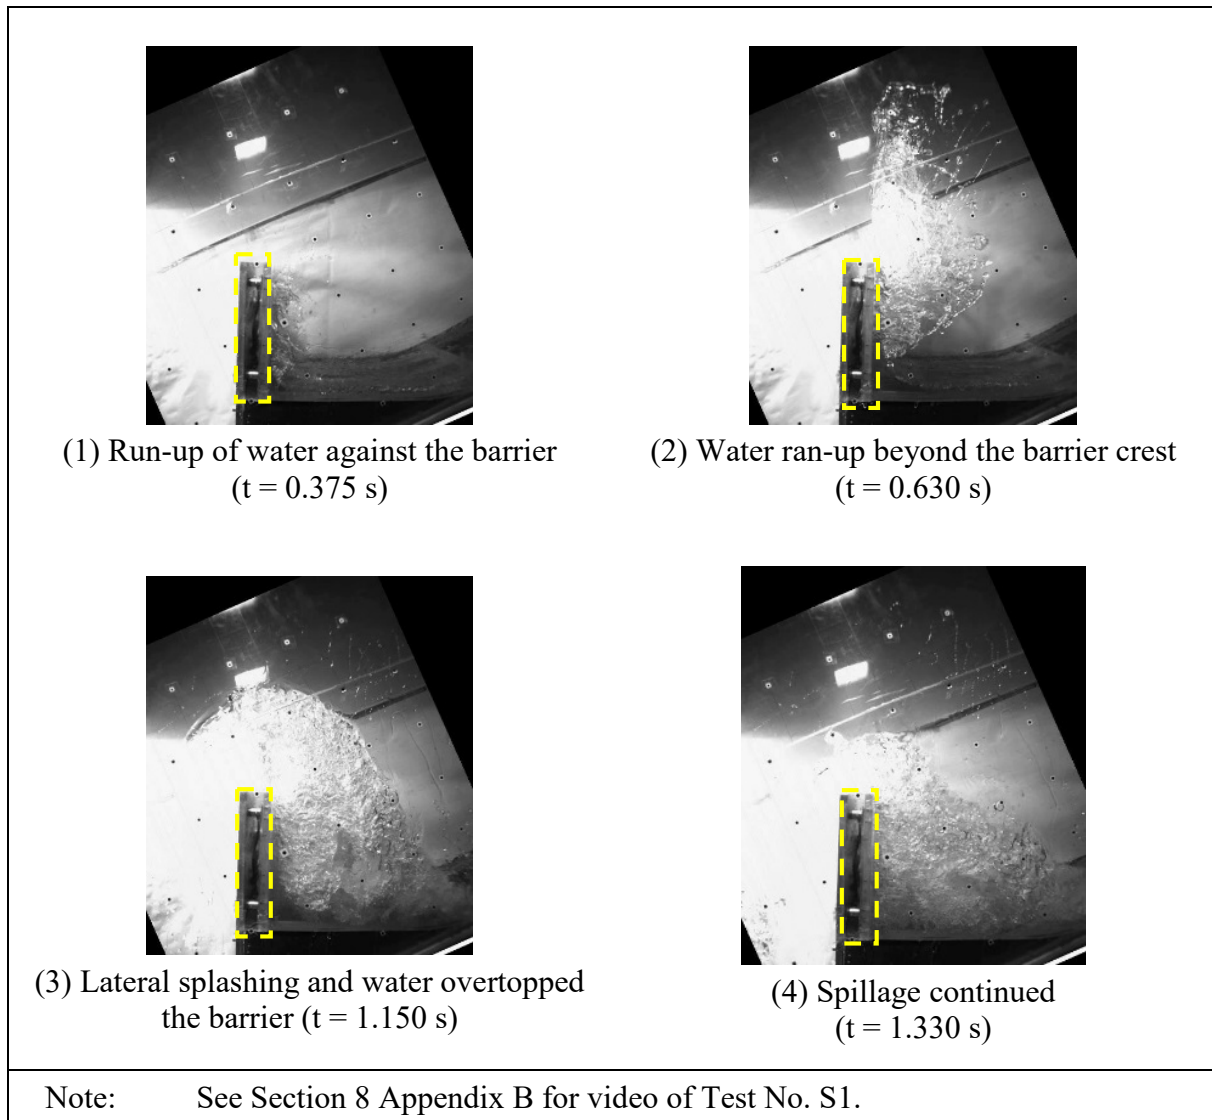 (1) Run-up of water against the barrier
(t = 0.375 s)
(2) Water ran-up beyond the barrier crest
(t = 0.630 s)
(3) Lateral splashing and water overtopped
the barrier (t = 1.150 s)
(4) Spillage continued
(t = 1.330 s)
Note: See Section 8 Appendix B for video of Test No. S1.